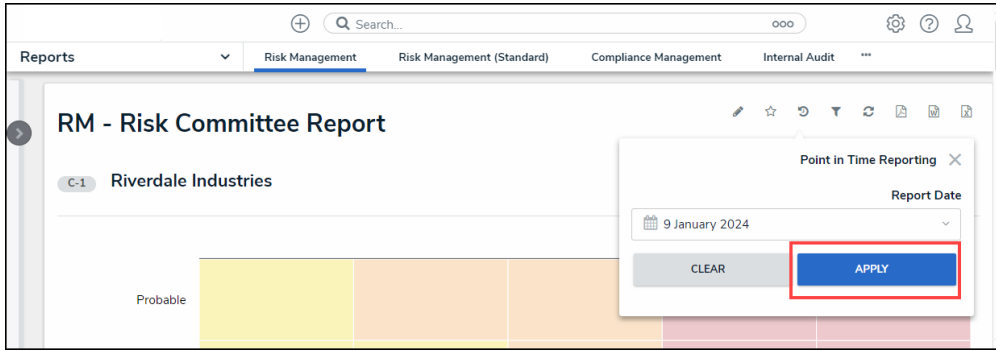 Search...
ooo
Reports
Risk Management
Risk Management (Standard)
Compliance Management
Internal Audit
RM - Risk Committee Report
C-1
Riverdale Industries
Point in Time Reporting
Report Date
9 January 2024
CLEAR
APPLY
Probable